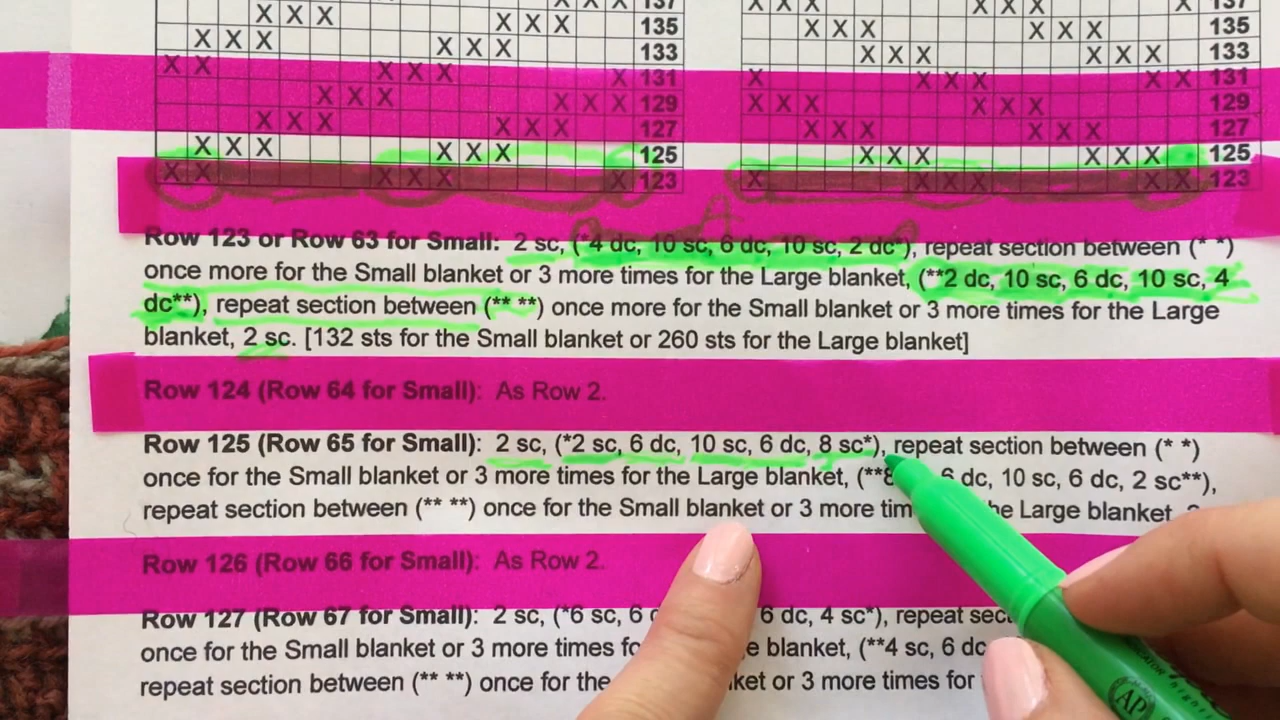 X X X X X X 137 X X X X X X X 137
X X X X X X 135 X X X X X X 135
X X X X X X 133 X X X X X X 133
X X X X X X 131 X X X X X X 131
X X X X X X 129 X X X X X X 129
X X X X X X 127 X X X X X X 127
X X X X X X 125 X X X X X X 125
X X X X X X 123 X X X X X X 123
Row 123 or Row 63 for Small: 2 sc, (*4 dc, 10 sc, 6 dc, 10 sc, 2 dc*), repeat section between (* *)
once more for the Small blanket or 3 more times for the Large blanket, (**2 dc, 10 sc, 6 dc, 10 sc, 4
dc**), repeat section between (** **) once more for the Small blanket or 3 more times for the Large
blanket, 2 sc. [132 sts for the Small blanket or 260 sts for the Large blanket]
Row 124 (Row 64 for Small): As Row 2.
Row 125 (Row 65 for Small): 2 sc, (*2 sc, 6 dc, 10 sc, 6 dc, 8 sc*), repeat section between (* *)
once for the Small blanket or 3 more times for the Large blanket, (**8 6 dc, 10 sc, 6 dc, 2 sc**),
repeat section between (** **) once for the Small blanket or 3 more he Large blanket
Row 126 (Row 66 for Small): As Row 2.
Row 127 (Row 67 for Small): 2 sc, (*6 sc, 6 6 dc, 4 sc*), repeat
once for the Small blanket or 3 more times blanket, (**4 sc, 6 dc
repeat section between (** **) once for the or 3 more times for
AP